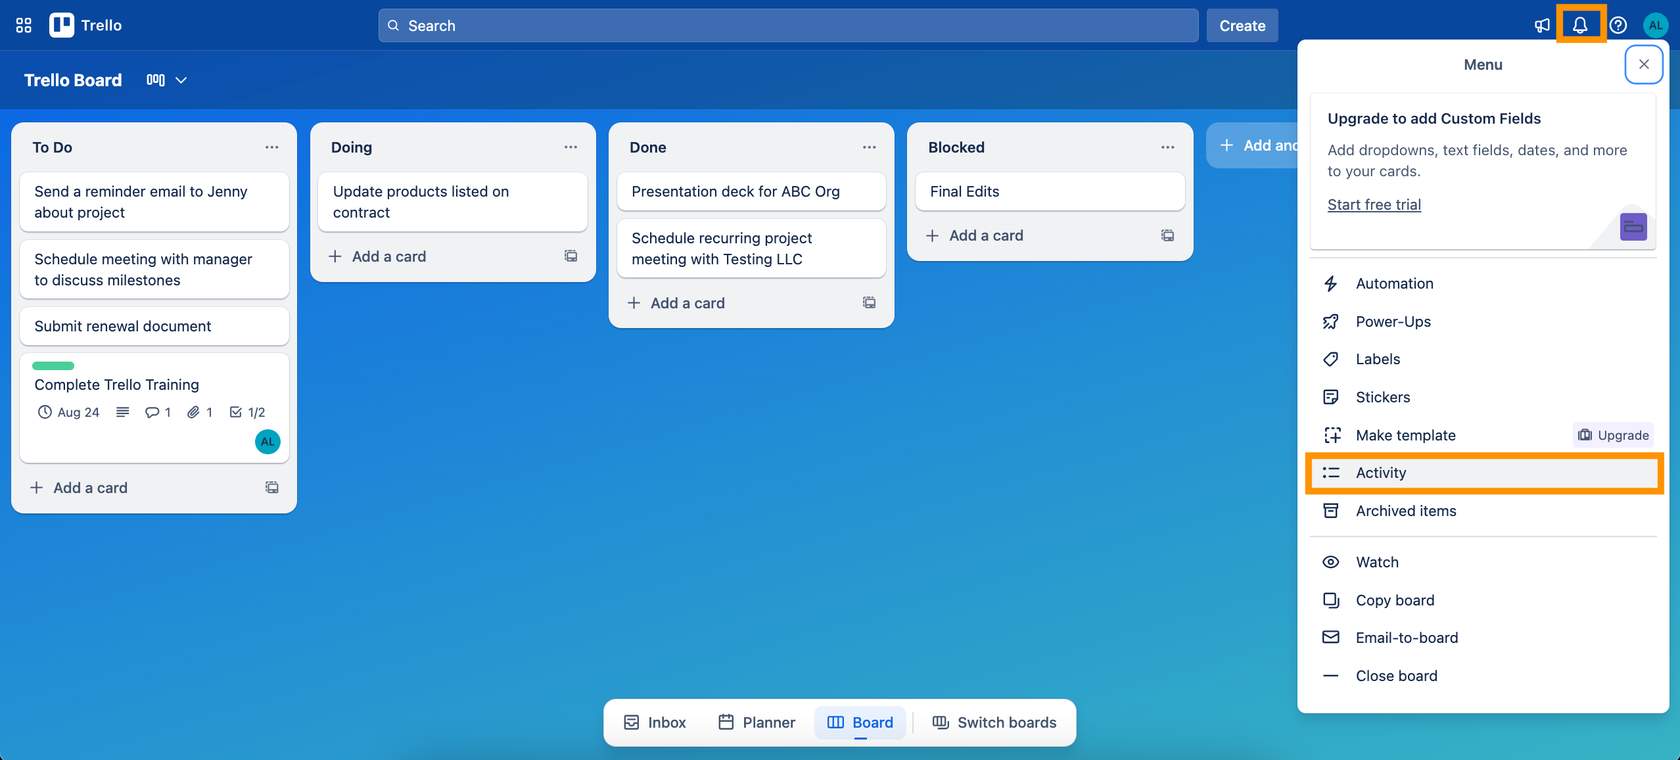 Trello
Search
Create
AL
Trello Board
To Do
Send a reminder email to Jenny
about project
Schedule meeting with manager
to discuss milestones
Submit renewal document
Complete Trello Training
Aug 24 1 1 1/2
AL
Add a card
Doing
Update products listed on
contract
Add a card
Done
Presentation deck for ABC Org
Schedule recurring project
meeting with Testing LLC
Add a card
Blocked
Final Edits
Add a card
Add ano
Menu
Upgrade to add Custom Fields
Add dropdowns, text fields, dates, and more
to your cards.
Start free trial
Automation
Power-Ups
Labels
Stickers
Make template Upgrade
Activity
Archived items
Watch
Copy board
Email-to-board
Close board
Inbox Planner Board Switch boards